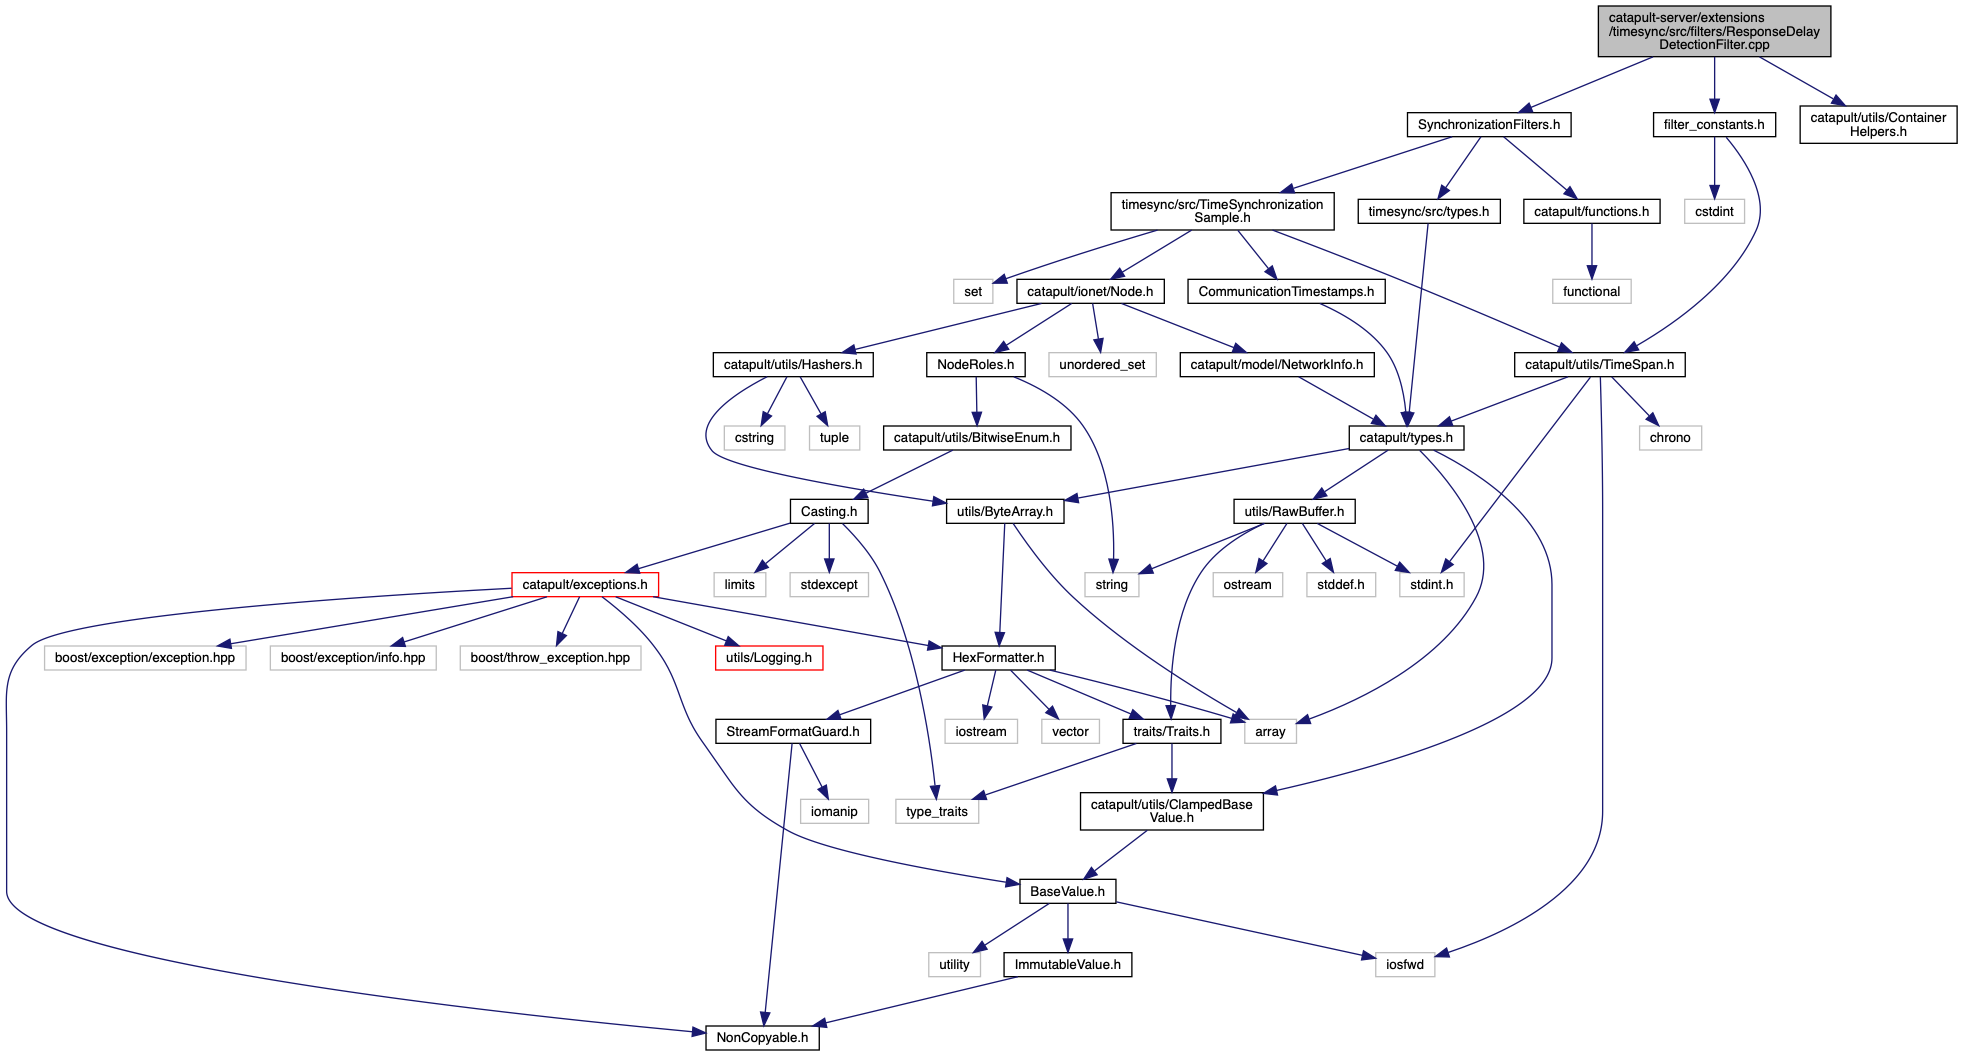 catapult-server/extensions
/timesync/src/filters/ResponseDelay
DetectionFilter.cpp
SynchronizationFilters.h
filter_constants.h
catapult/utils/Container
Helpers.h
timesync/src/TimeSynchronization
Sample.h
timesync/src/types.h
catapult/functions.h
cstdint
set
catapult/ionet/Node.h
CommunicationTimestamps.h
functional
catapult/utils/Hashers.h
NodeRoles.h
unordered_set
catapult/model/NetworkInfo.h
catapult/utils/TimeSpan.h
cstring
tuple
catapult/utils/BitwiseEnum.h
catapult/types.h
chrono
Casting.h
utils/ByteArray.h
utils/RawBuffer.h
catapult/exceptions.h
limits
stdexcept
string
ostream
stddef.h
stdint.h
boost/exception/exception.hpp
boost/exception/info.hpp
boost/throw_exception.hpp
utils/Logging.h
HexFormatter.h
StreamFormatGuard.h
iostream
vector
traits/Traits.h
array
iomanip
type_traits
catapult/utils/ClampedBase
Value.h
BaseValue.h
utility
ImmutableValue.h
iosfwd
NonCopyable.h